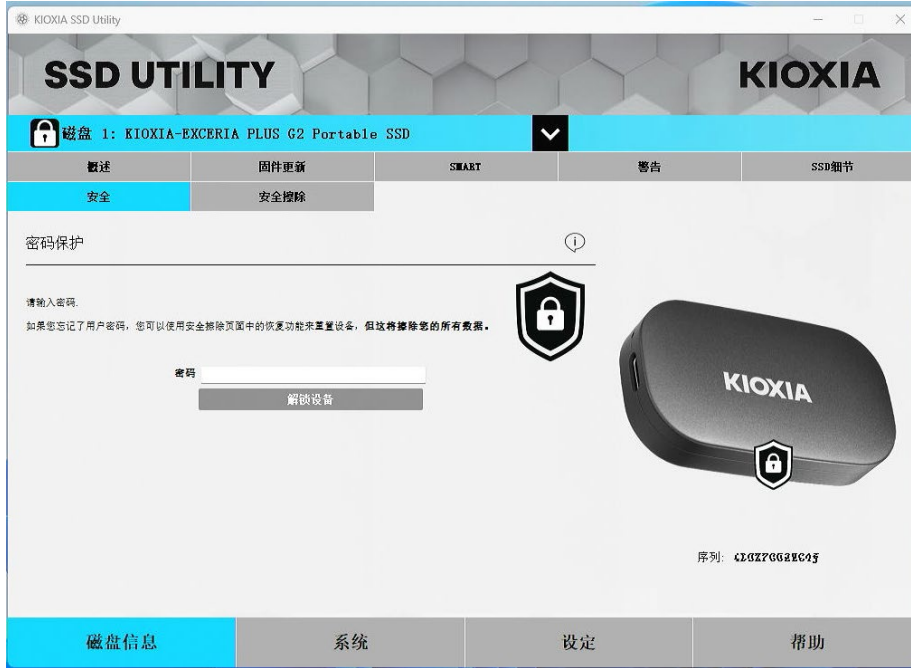 KIOXIA SSD Utility
SSD UTILITY
KIOXIA
磁盘 1: KIOXIA-EXCERIA PLUS G2 Portable SSD
概述 固件更新 SMART 警告 SSD细节
安全 安全擦除
密码保护
请输入密码.
如果您忘记了用户密码，您可以使用安全擦除页面中的恢复功能来重置设备，但这将擦除您的所有数据。
密码
解锁设备
KIOXIA
序列:
磁盘信息 系统 设定 帮助